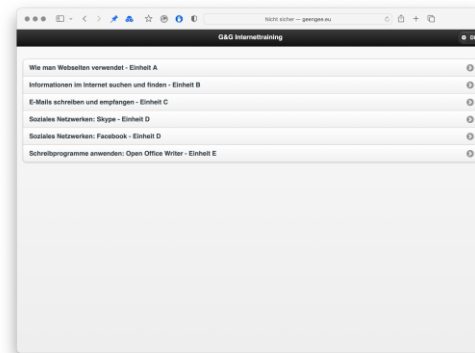 Nicht sicher — geengee.eu
G&G Internettraining
Wie man Webseiten verwendet - Einheit A
Informationen im Internet suchen und finden - Einheit B
E-Mails schreiben und empfangen - Einheit C
Soziales Netzwerken: Skype - Einheit D
Soziales Netzwerken: Facebook - Einheit D
Schreibprogramme anwenden: Open Office Writer - Einheit E